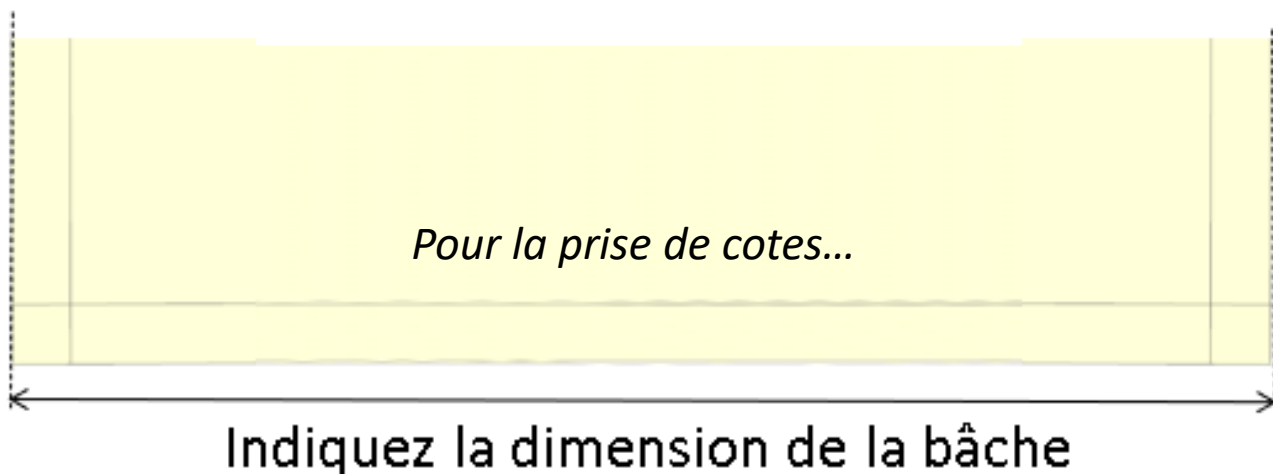 Pour la prise de cotes...
Indiquez la dimension de la bâche